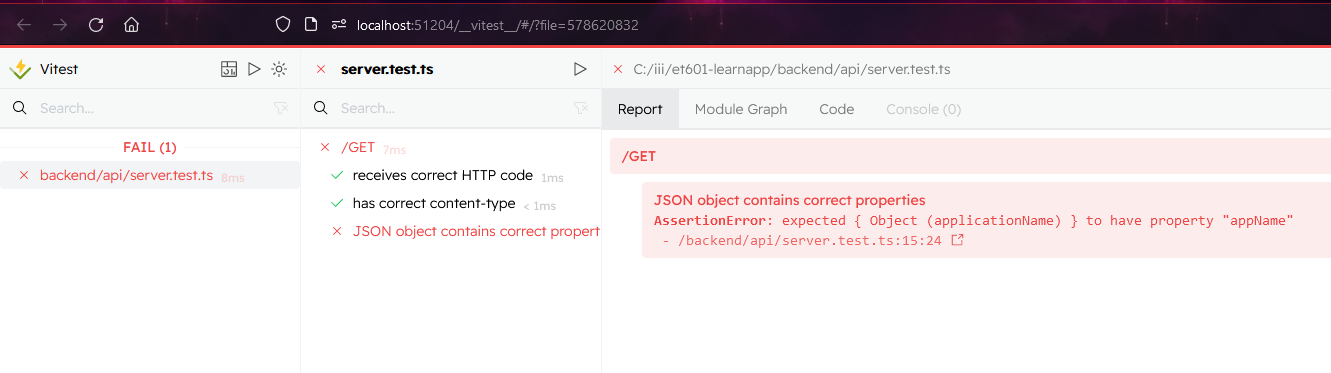 localhost:51204/__vitest__/#/?file=578620832
Vitest
server.test.ts
C:/iii/et601-learnapp/backend/api/server.test.ts
Search...
Search...
Report
Module Graph
Code
Console (0)
FAIL (1)
backend/api/server.test.ts 8ms
/GET 7ms
receives correct HTTP code 1ms
has correct content-type < 1ms
JSON object contains correct propert
/GET
JSON object contains correct properties
AssertionError: expected { Object (applicationName) } to have property "appName"
- /backend/api/server.test.ts:15:24